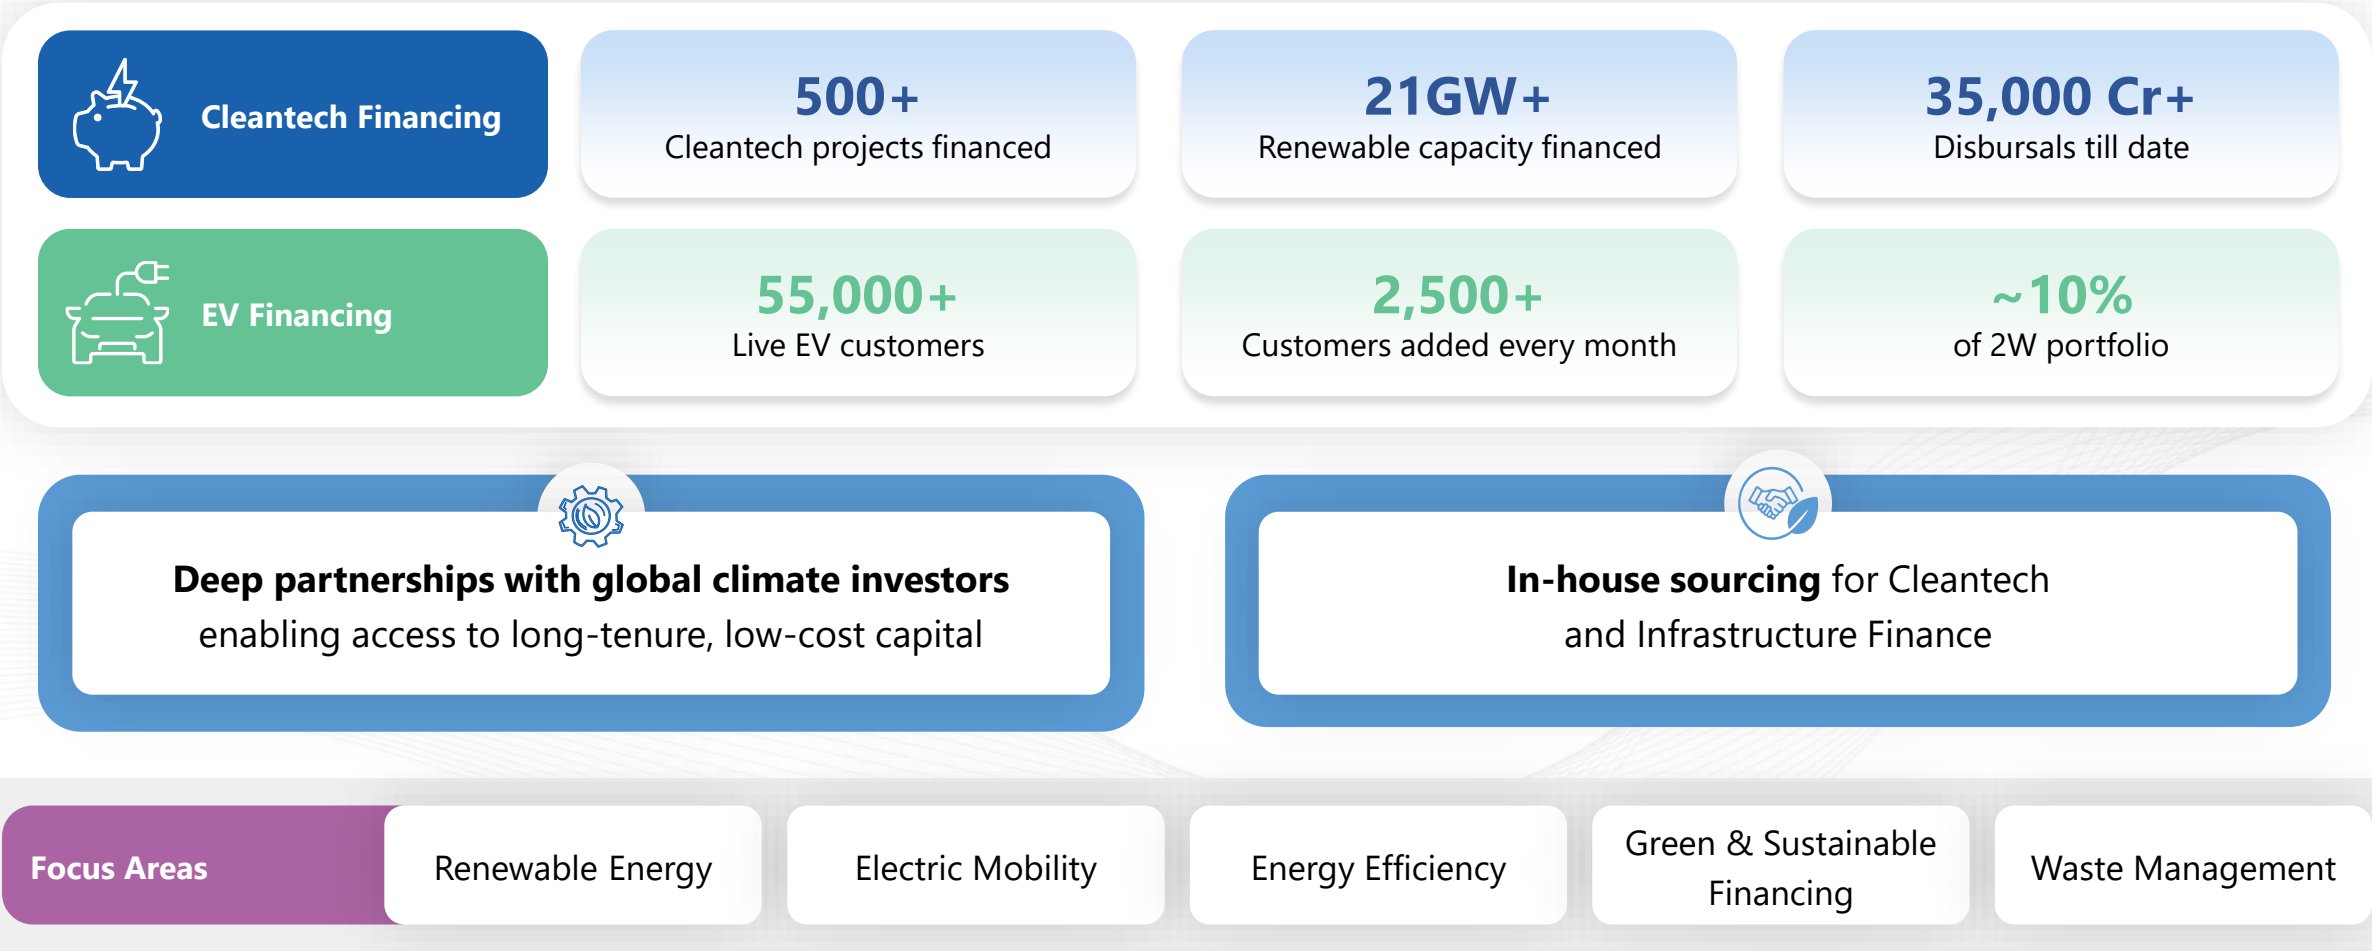 Cleantech Financing
500+
Cleantech projects financed
21GW+
Renewable capacity financed
35,000 Cr+
Disbursals till date
EV Financing
55,000+
Live EV customers
2,500+
Customers added every month
~10%
of 2W portfolio
Deep partnerships with global climate investors
enabling access to long-tenure, low-cost capital
In-house sourcing for Cleantech
and Infrastructure Finance
Focus Areas
Renewable Energy
Electric Mobility
Energy Efficiency
Green & Sustainable
Financing
Waste Management